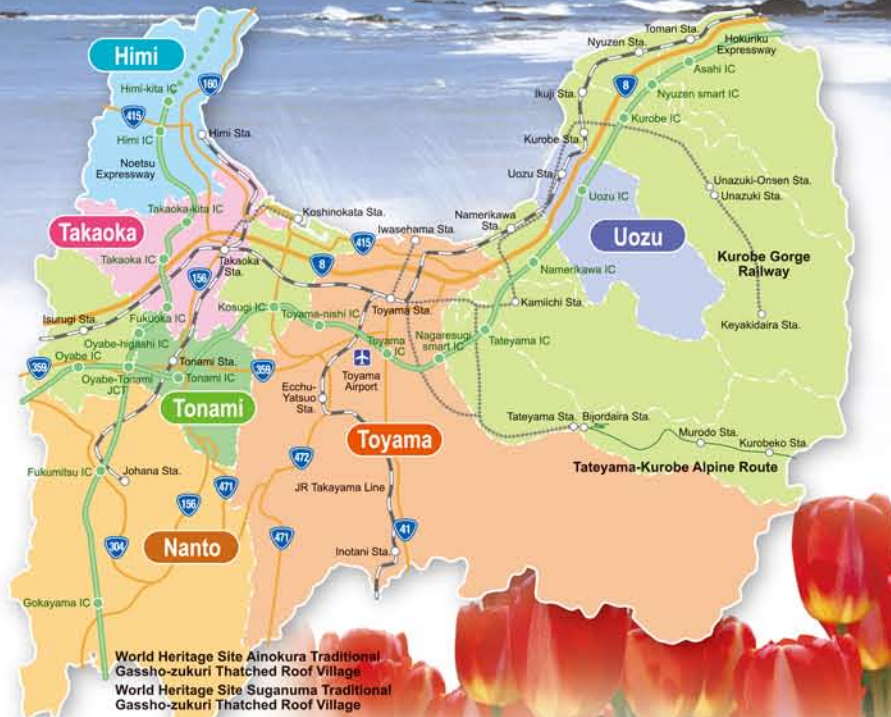 Himi
Himi-kita IC
160
415
Himi IC
Himi Sta.
Noetsu
Expressway
Takaoka-kita IC
Takaoka
Takaoka IC
Takaoka
Sta.
156
Koshinokata Sta.
415
8
Iwasehama Sta.
Namerikawa
Sta.
Tomari Sta.
Nyuzen Sta.
Hokuriku
Expressway
Asahi IC
8
Ikuji Sta.
Nyuzen smart IC
Kurobe IC
Kurobe Sta.
Uozu Sta.
Uozu IC
Unazuki-Onsen Sta.
Unazuki Sta.
Uozu
Kurobe Gorge
Railway
Namerikawa IC
Kamiichi Sta.
Keyakidaira Sta.
Isurugi Sta.
Fukuoka IC
Kosugi IC
Toyama-nishi IC
Toyama Sta.
Oyabe-higashi IC
Oyabe IC
359
Oyabe-Tonami
JCT
Tonami Sta.
Tonami IC
359
Toyama
IC
Nagaresugi
smart IC
Tateyama IC
Toyama
Airport
Tonami
Ecchu-
Yatsuo
Sta.
Toyama
Tateyama Sta.
Bijordaira Sta.
Murodo Sta.
Kurobeko Sta.
Tateyama-Kurobe Alpine Route
Fukumitsu IC
Johana Sta.
472
JR Takayama Line
471
156
304
471
41
Nanto
Inotani Sta.
Gokayama IC
World Heritage Site Ainokura Traditional
Gassho-zukuri Thatched Roof Village
World Heritage Site Suganuma Traditional
Gassho-zukuri Thatched Roof Village